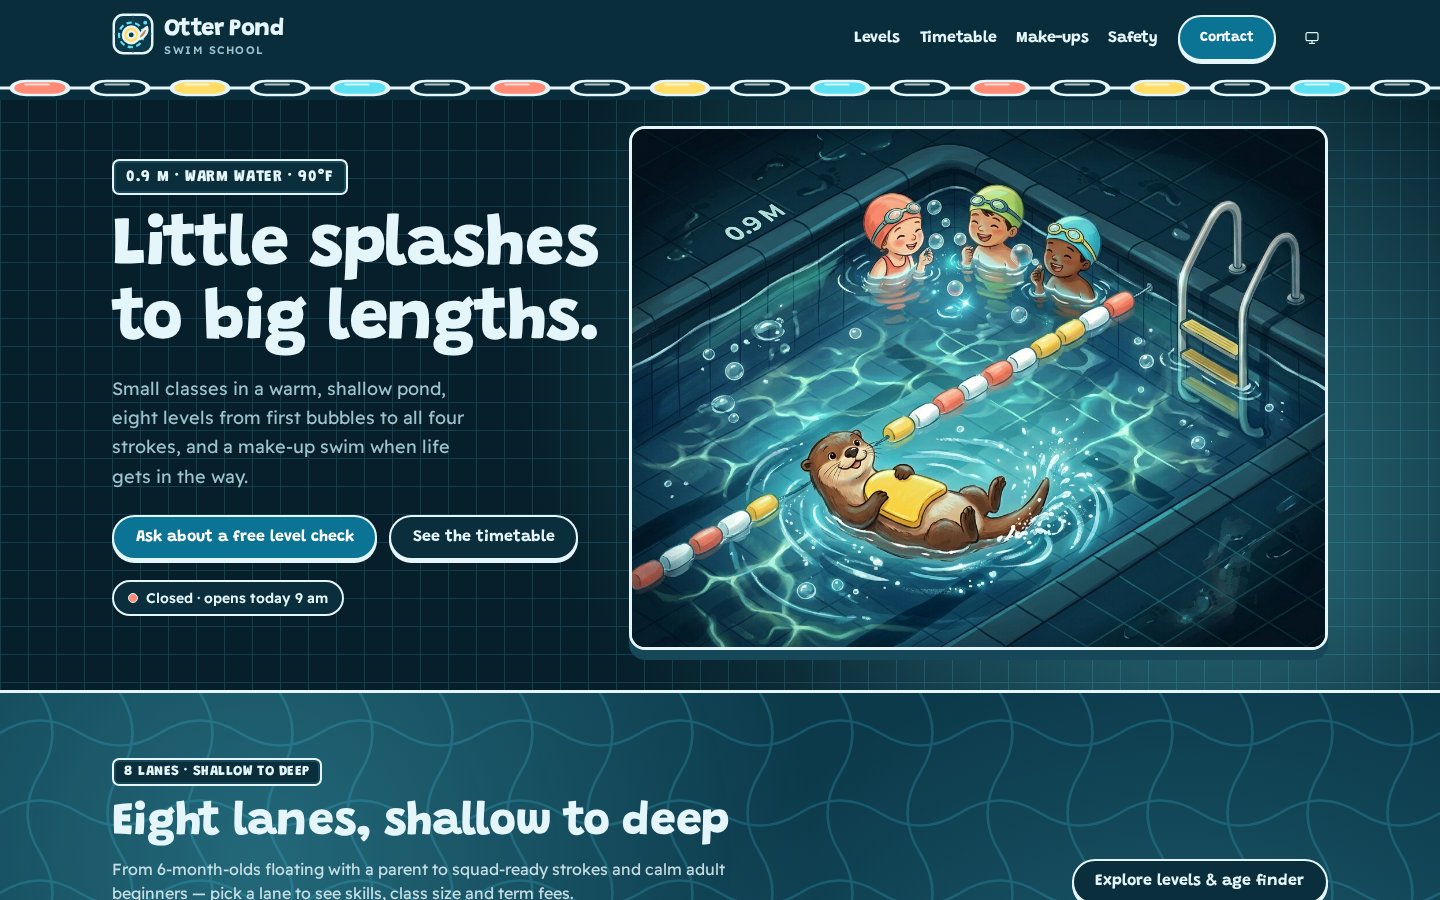 Otter Pond
SWIM SCHOOL
Levels
Timetable
Make-ups
Safety
Contact
0.9 M · WARM WATER · 90°F
Little splashes
to big lengths.
Small classes in a warm, shallow pond,
eight levels from first bubbles to all four
strokes, and a make-up swim when life
gets in the way.
Ask about a free level check
See the timetable
Closed · opens today 9 am
0.9 M
8 LANES · SHALLOW TO DEEP
Eight lanes, shallow to deep
From 6-month-olds floating with a parent to squad-ready strokes and calm adult
beginners — pick a lane to see skills, class size and term fees.
Explore levels & age finder